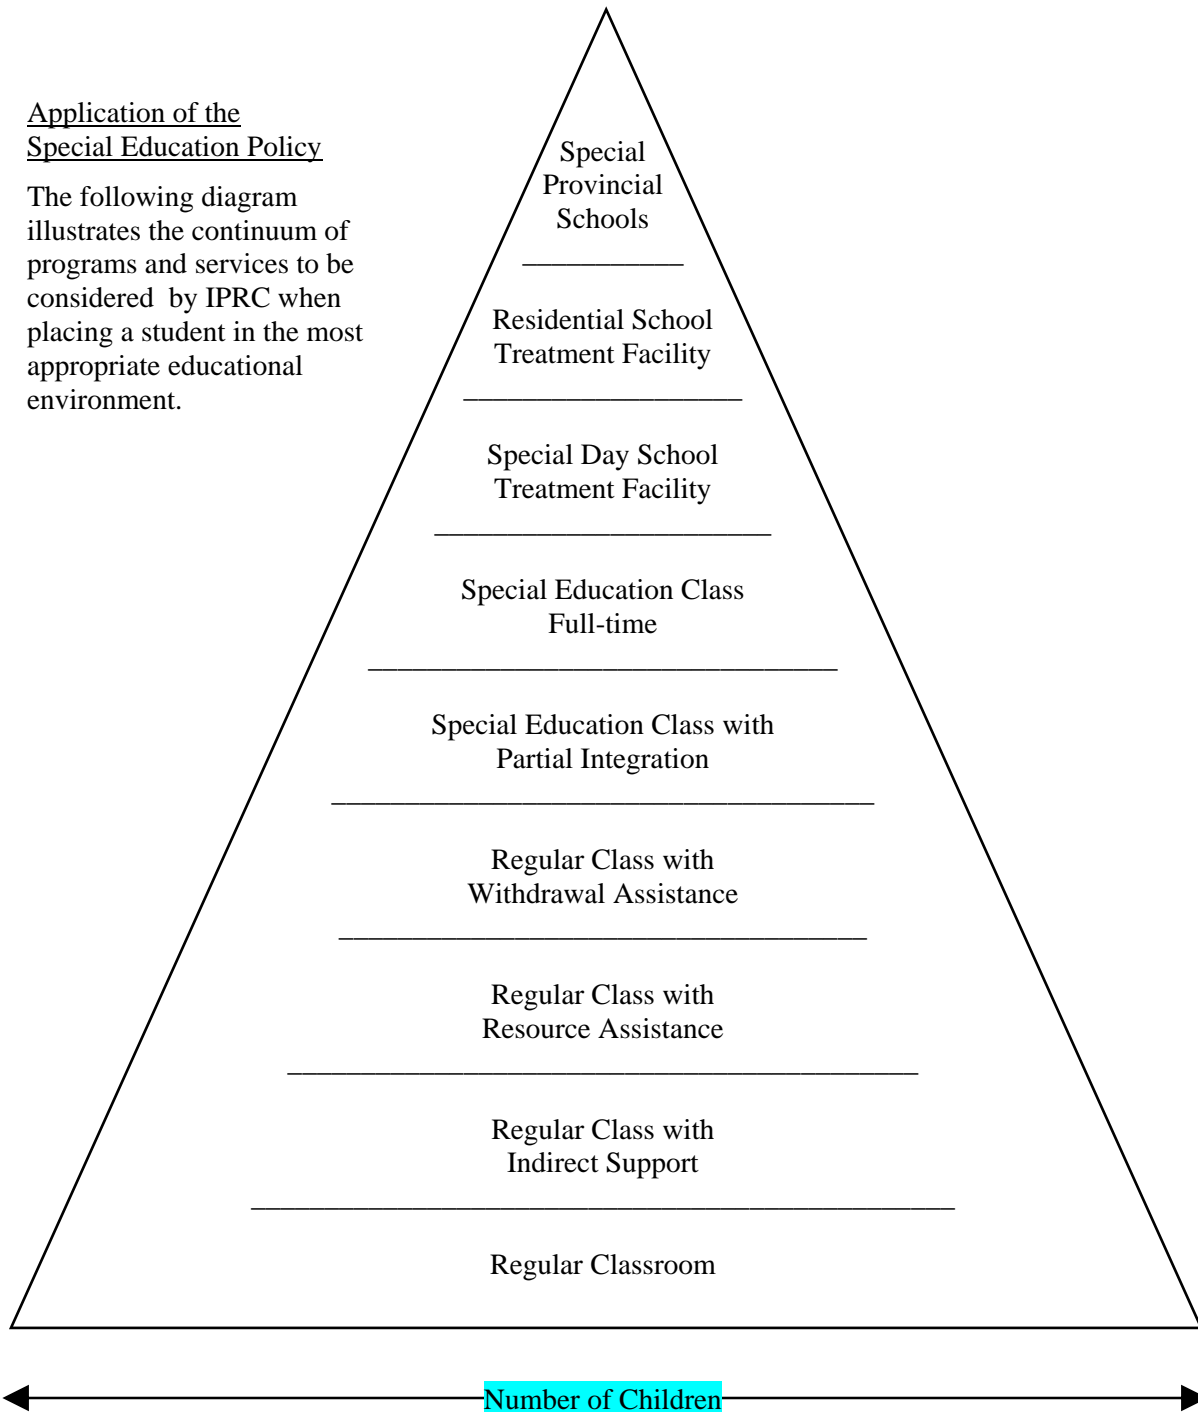 Application of the
Special Education Policy
The following diagram
illustrates the continuum of
programs and services to be
considered  by IPRC when
placing a student in the most
appropriate educational
environment.
Special
Provincial
Schools
Residential School
Treatment Facility
Special Day School
Treatment Facility
Special Education Class
Full-time
Special Education Class with
Partial Integration
Regular Class with
Withdrawal Assistance
Regular Class with
Resource Assistance
Regular Class with
Indirect Support
Regular Classroom
Number of Children